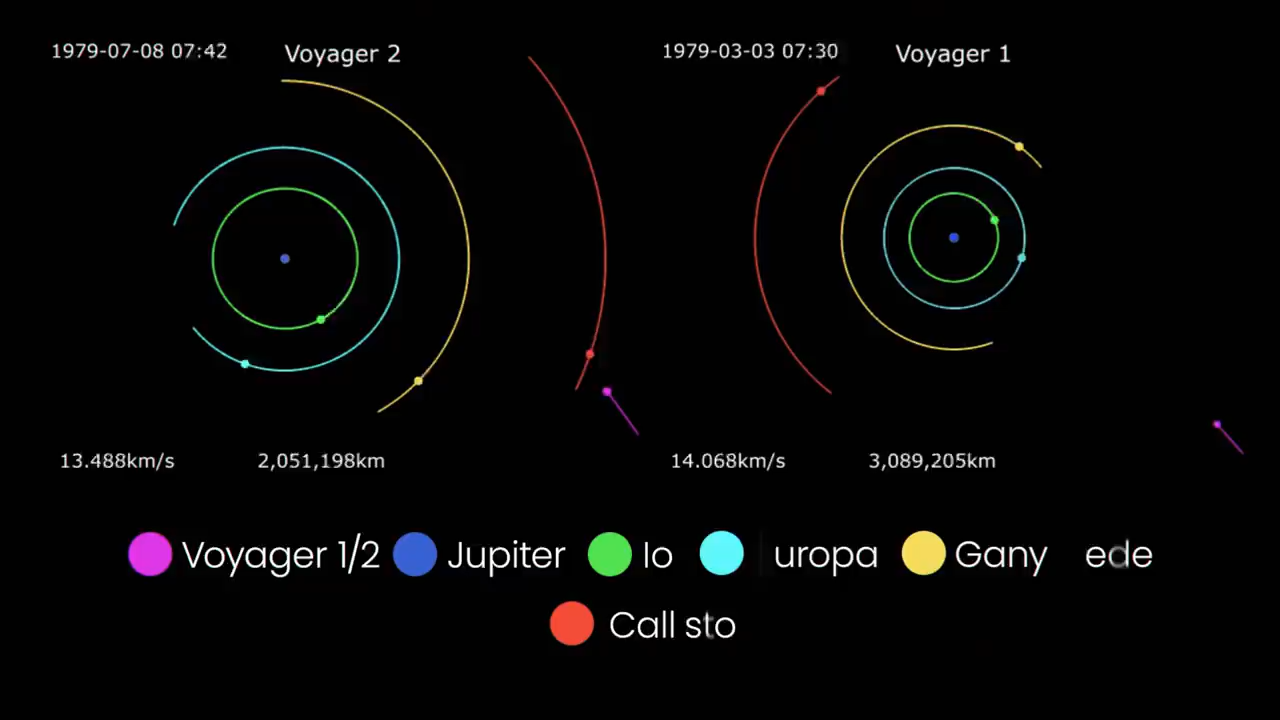 1979-07-08 07:42 Voyager 2 1979-03-03 07:30 Voyager 1
13.488km/s 2,051,198km 14.068km/s 3,089,205km
Voyager 1/2 Jupiter Io uropa Gany ede
Call sto